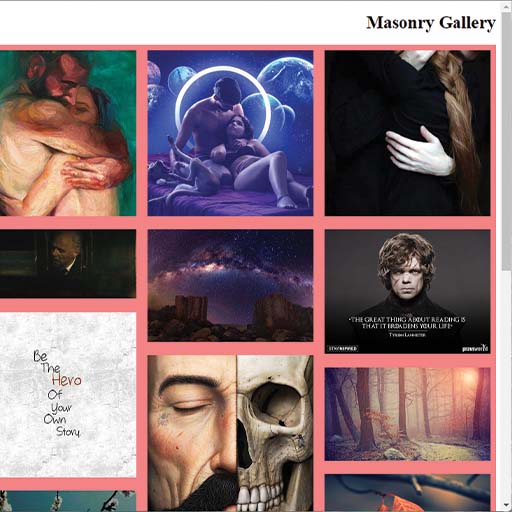 Masonry Gallery
"THE GREAT THING ABOUT READING IS
THAT IT BROADENS YOUR LIFE"
TYRION LANNISTER
Be
The
Hero
Of
Your
Own
Story